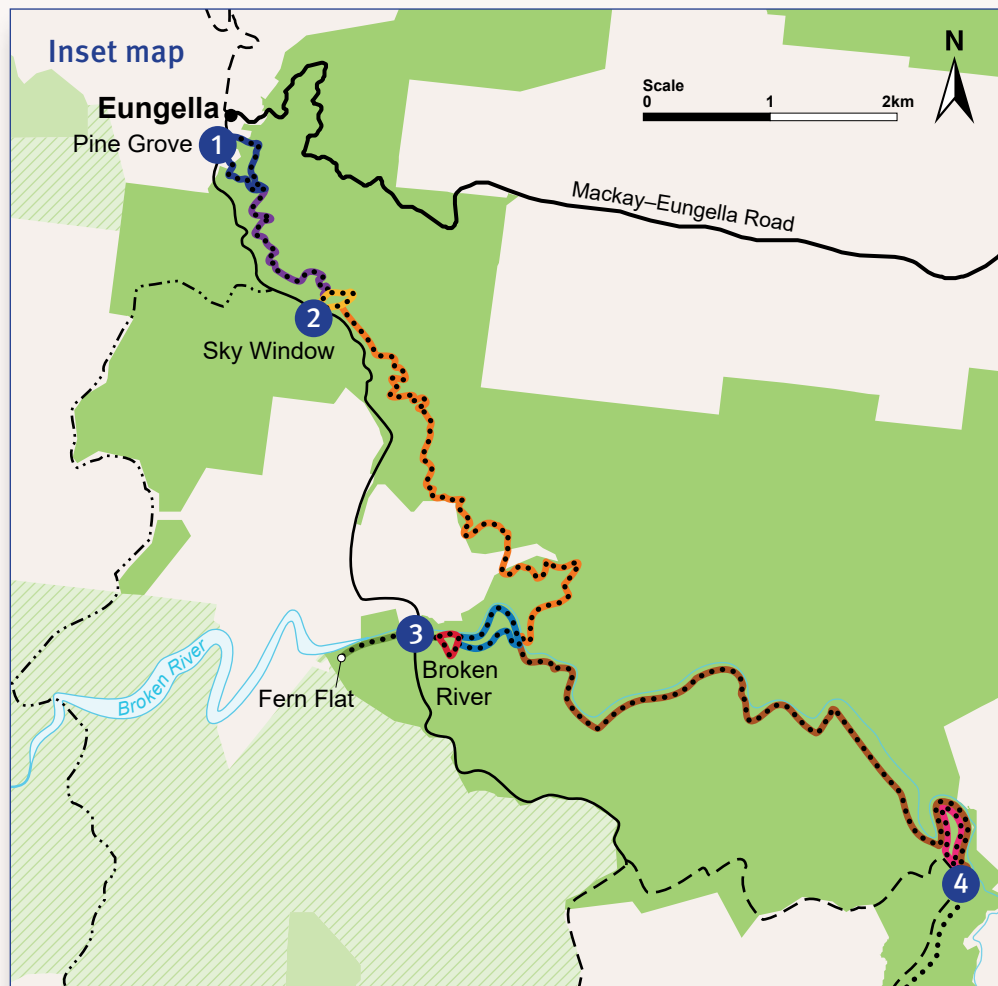 Inset map
N
Scale
0 1 2km
Eungella
1
Pine Grove
Mackay–Eungella Road
2
Sky Window
3
Broken River
Broken
River
Fern Flat
4